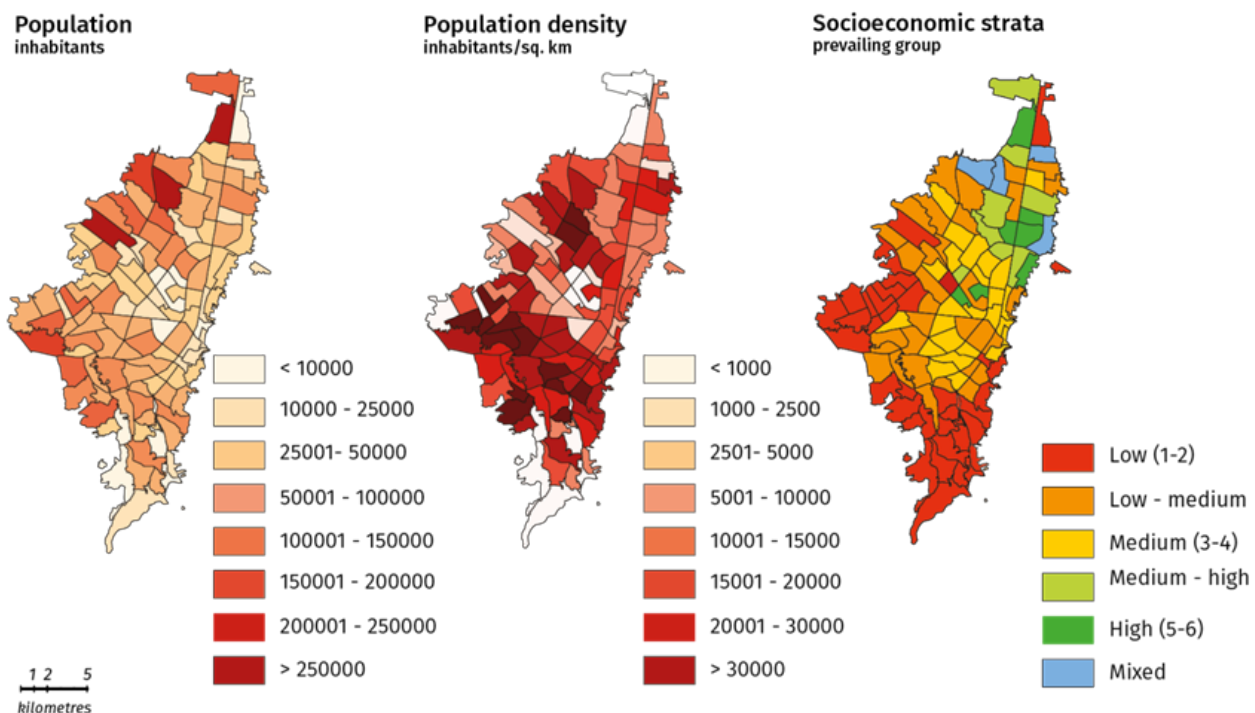 Population
inhabitants
< 10000
10000 - 25000
25001- 50000
50001 - 100000
100001 - 150000
150001 - 200000
200001 - 250000
> 250000
1 2 5
kilometres
Population density
inhabitants/sq. km
< 1000
1000 - 2500
2501- 5000
5001 - 10000
10001 - 15000
15001 - 20000
20001 - 30000
> 30000
Socioeconomic strata
prevailing group
Low (1-2)
Low - medium
Medium (3-4)
Medium - high
High (5-6)
Mixed